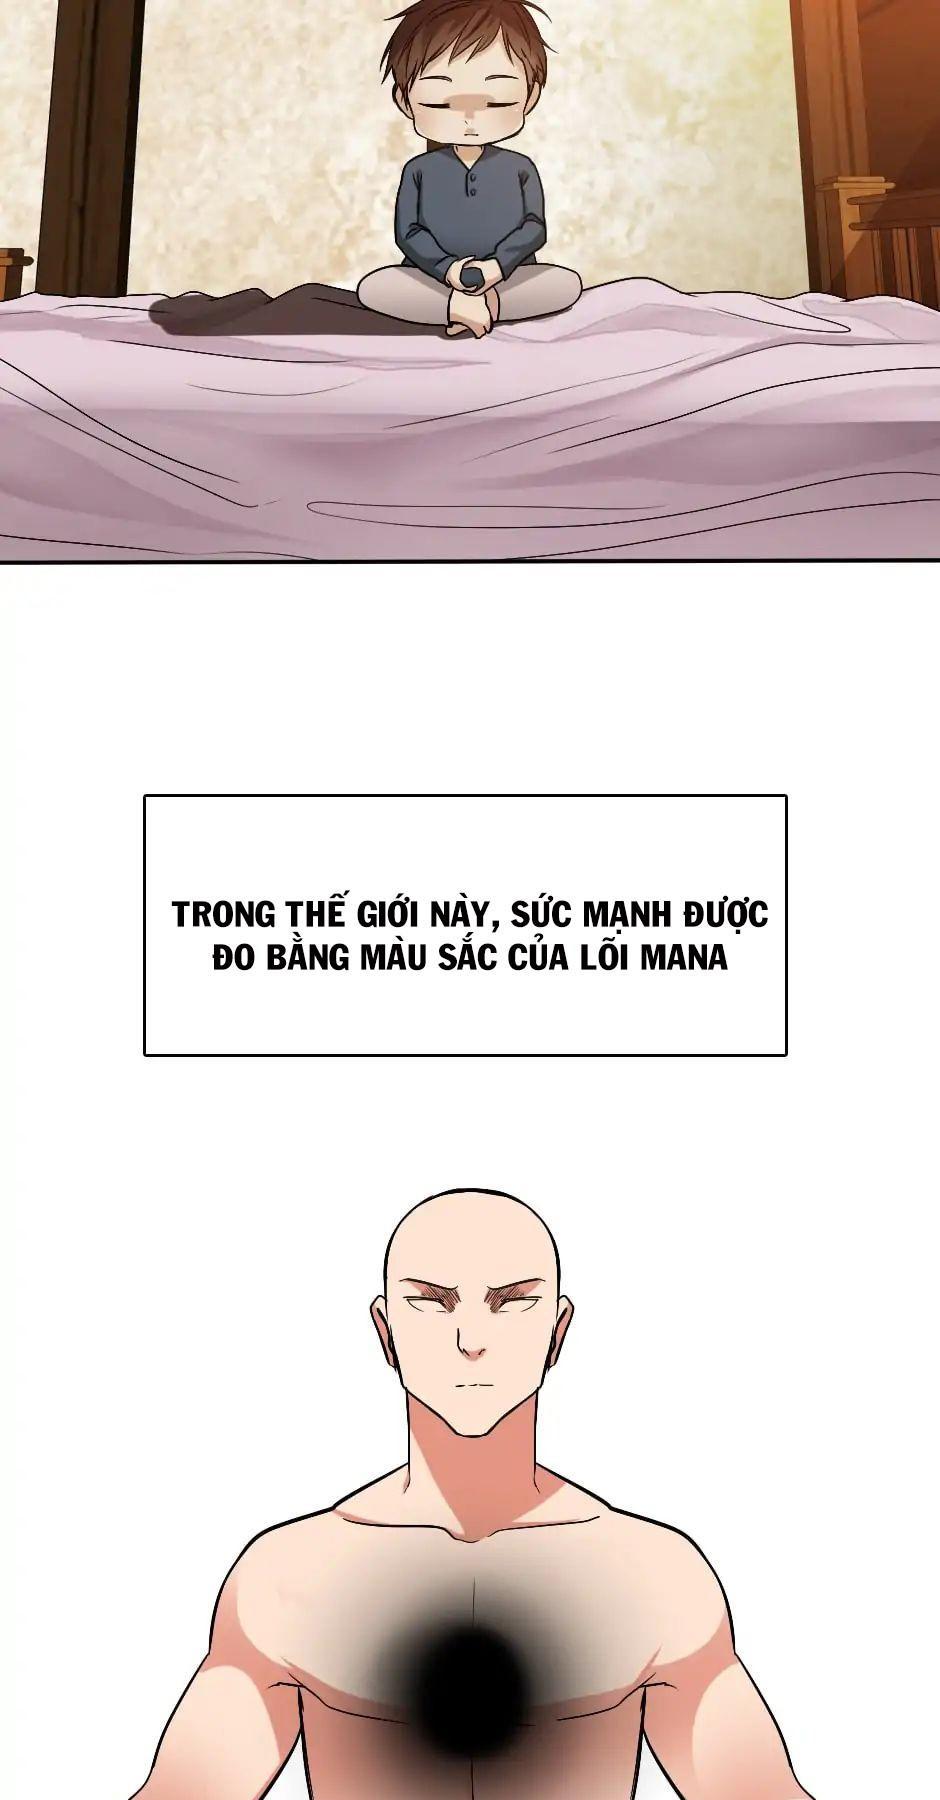 TRONG THẾ GIỚI NÀY, SỨC MẠNH ĐƯỢC
ĐO BẰNG MÀU SẮC CỦA LÕI MANA